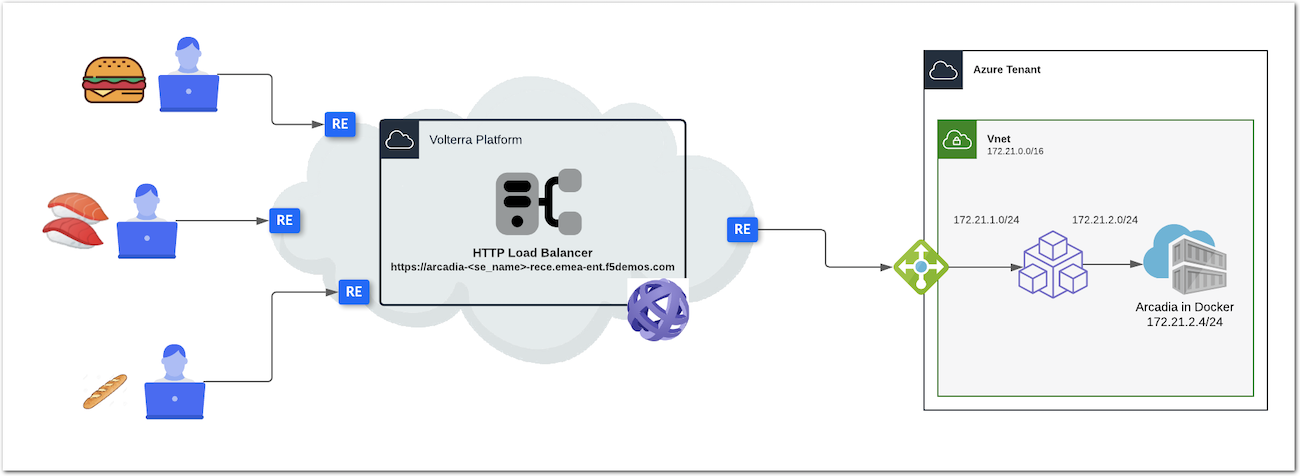 RE
RE
RE
Volterra Platform
HTTP Load Balancer
https://arcadia-<se_name>-rece.emea-ent.f5demos.com
RE
Azure Tenant
Vnet
172.21.0.0/16
172.21.1.0/24
172.21.2.0/24
Arcadia in Docker
172.21.2.4/24